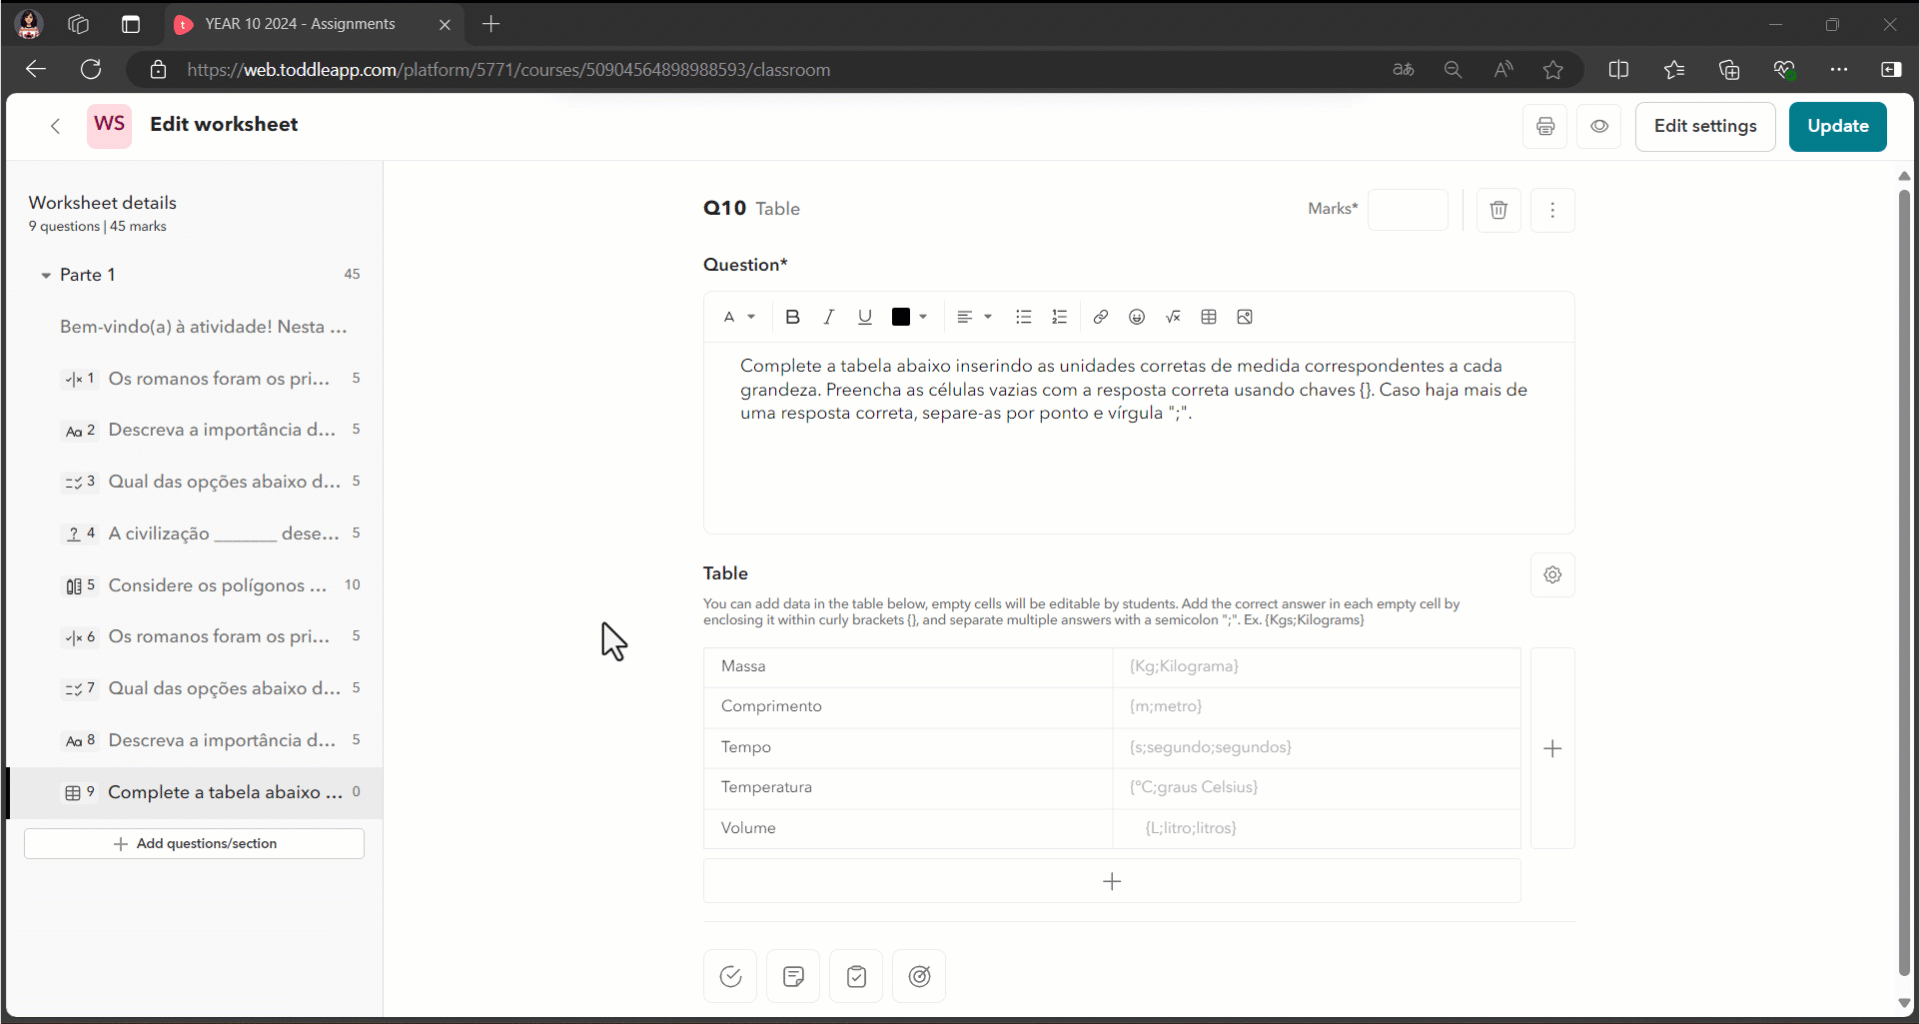 YEAR 10 2024 - Assignments
https://web.toddleapp.com/platform/5771/courses/50904564898988593/classroom
WS Edit worksheet
Edit settings
Update
Worksheet details
9 questions | 45 marks
Parte 1 45
Bem-vindo(a) à atividade! Nesta ...
1 Os romanos foram os pri... 5
Aa 2 Descreva a importância d... 5
3 Qual das opções abaixo d... 5
? 4 A civilização _______ dese... 5
5 Considere os polígonos ... 10
6 Os romanos foram os pri... 5
7 Qual das opções abaixo d... 5
Aa 8 Descreva a importância d... 5
9 Complete a tabela abaixo ... 0
+ Add questions/section
Q10 Table
Marks*
Question*
A B I U
Complete a tabela abaixo inserindo as unidades corretas de medida correspondentes a cada
grandeza. Preencha as células vazias com a resposta correta usando chaves {}. Caso haja mais de
uma resposta correta, separe-as por ponto e vírgula ";".
Table
You can add data in the table below, empty cells will be editable by students. Add the correct answer in each empty cell by
enclosing it within curly brackets {}, and separate multiple answers with a semicolon ";". Ex. {Kgs;Kilograms}
Massa {Kg;Kilograma}
Comprimento {m;metro}
Tempo {s;segundo;segundos}
Temperatura {°C;graus Celsius}
Volume {L;litro;litros}